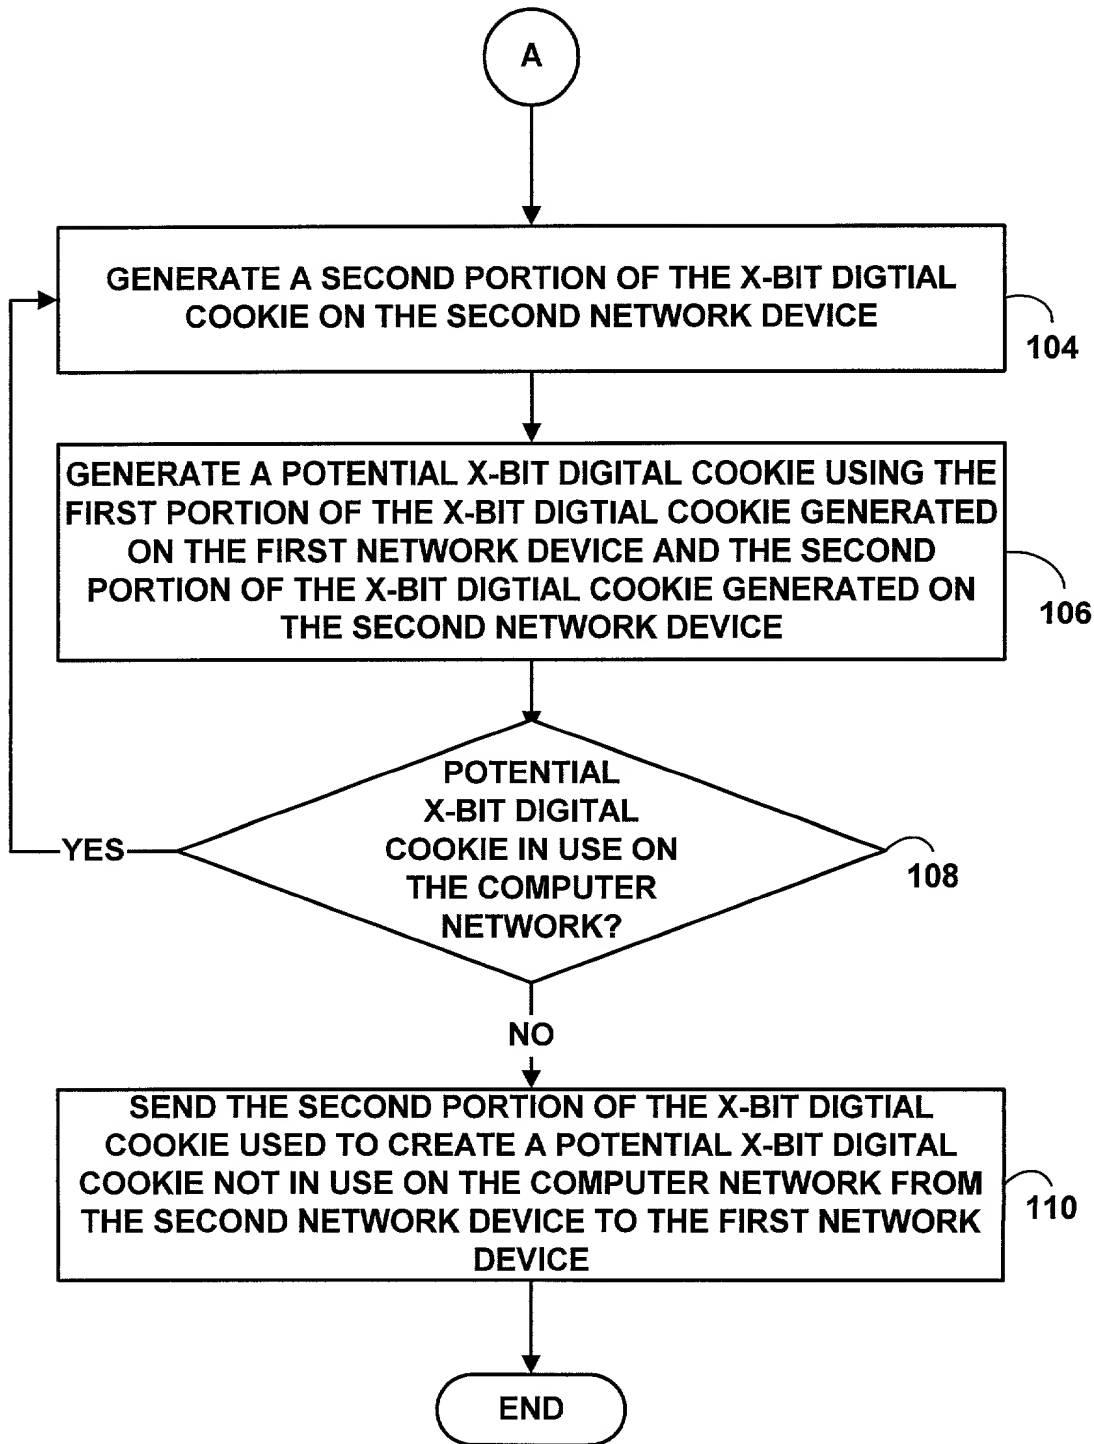 A
GENERATE A SECOND PORTION OF THE X-BIT DIGTIAL
COOKIE ON THE SECOND NETWORK DEVICE
104
GENERATE A POTENTIAL X-BIT DIGITAL COOKIE USING THE
FIRST PORTION OF THE X-BIT DIGTIAL COOKIE GENERATED
ON THE FIRST NETWORK DEVICE AND THE SECOND
PORTION OF THE X-BIT DIGTIAL COOKIE GENERATED ON
THE SECOND NETWORK DEVICE
106
POTENTIAL
X-BIT DIGITAL
COOKIE IN USE ON
THE COMPUTER
NETWORK?
YES
108
NO
SEND THE SECOND PORTION OF THE X-BIT DIGTIAL
COOKIE USED TO CREATE A POTENTIAL X-BIT DIGITAL
COOKIE NOT IN USE ON THE COMPUTER NETWORK FROM
THE SECOND NETWORK DEVICE TO THE FIRST NETWORK
DEVICE
110
END